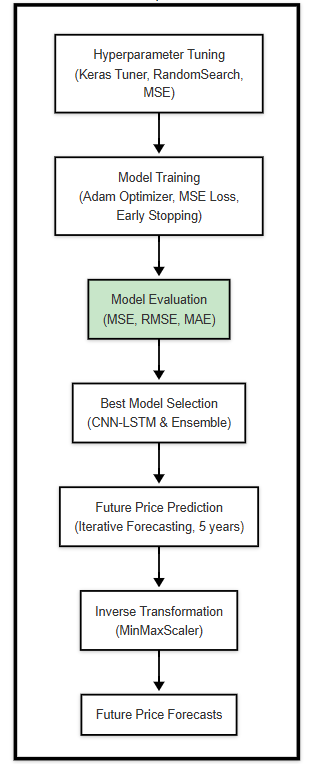 Hyperparameter Tuning
(Keras Tuner, RandomSearch,
MSE)
Model Training
(Adam Optimizer, MSE Loss,
Early Stopping)
Model Evaluation
(MSE, RMSE, MAE)
Best Model Selection
(CNN-LSTM & Ensemble)
Future Price Prediction
(Iterative Forecasting, 5 years)
Inverse Transformation
(MinMaxScaler)
Future Price Forecasts